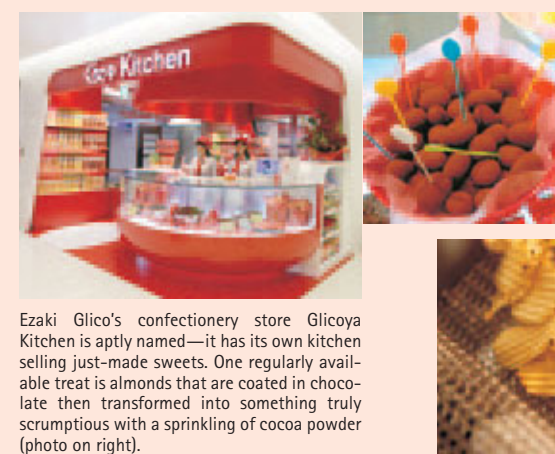 Kitchen
Ezaki Glico's confectionery store Glicoya
Kitchen is aptly named—it has its own kitchen
selling just-made sweets. One regularly avail-
able treat is almonds that are coated in choco-
late then transformed into something truly
scrumptious with a sprinkling of cocoa powder
(photo on right).